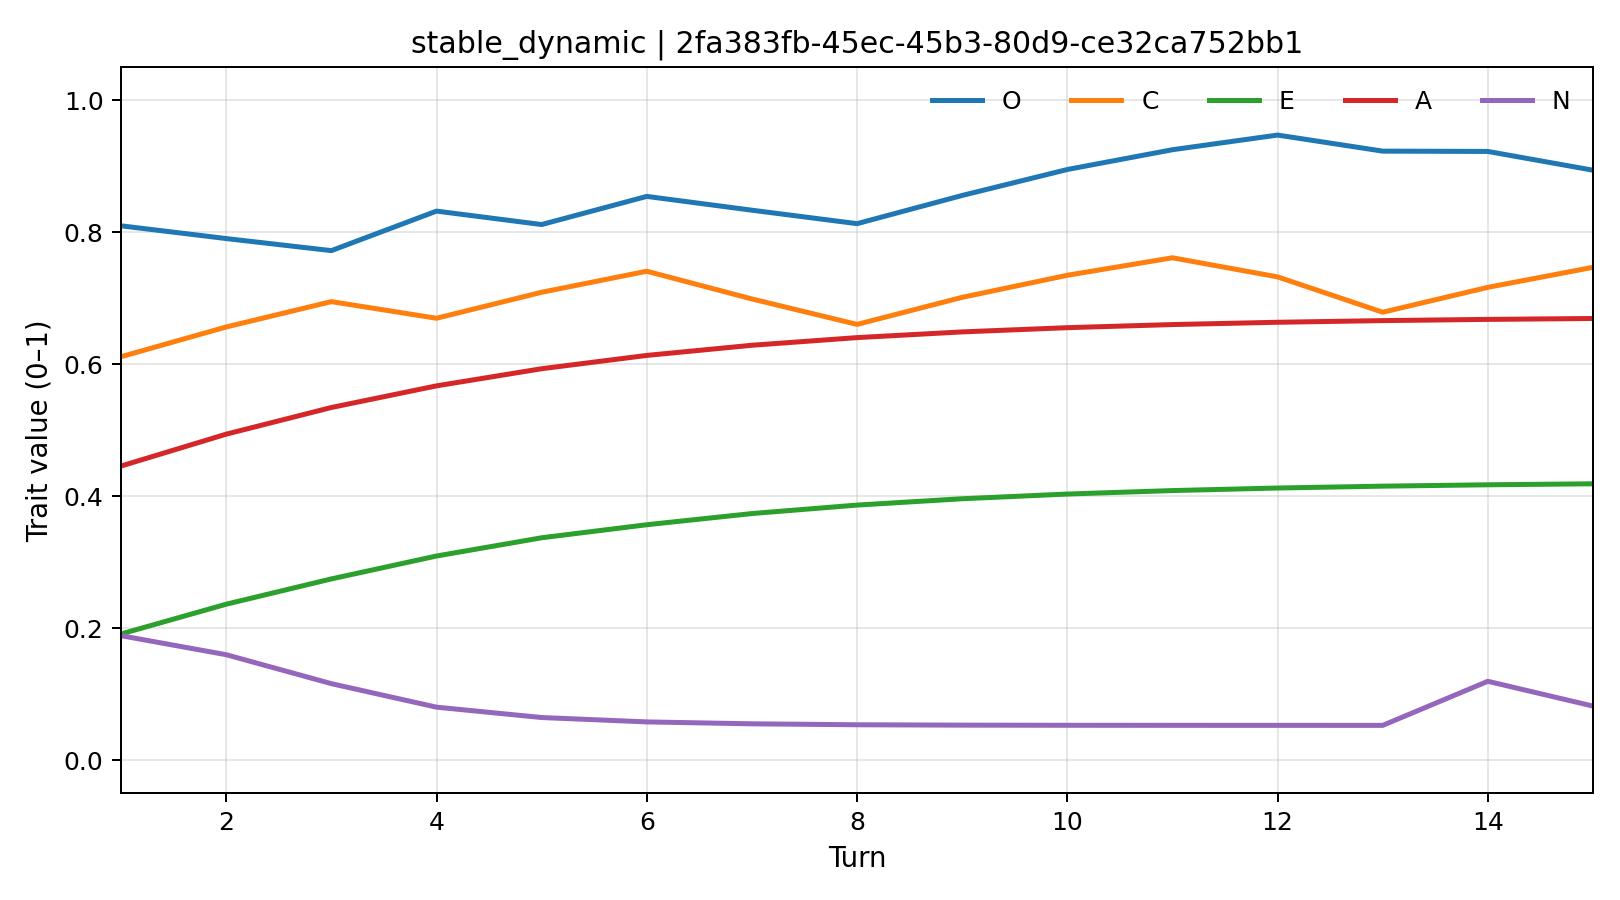 stable_dynamic | 2fa383fb-45ec-45b3-80d9-ce32ca752bb1
O C E A N
Trait value (0–1)
1.0
0.8
0.6
0.4
0.2
0.0
2 4 6 8 10 12 14
Turn